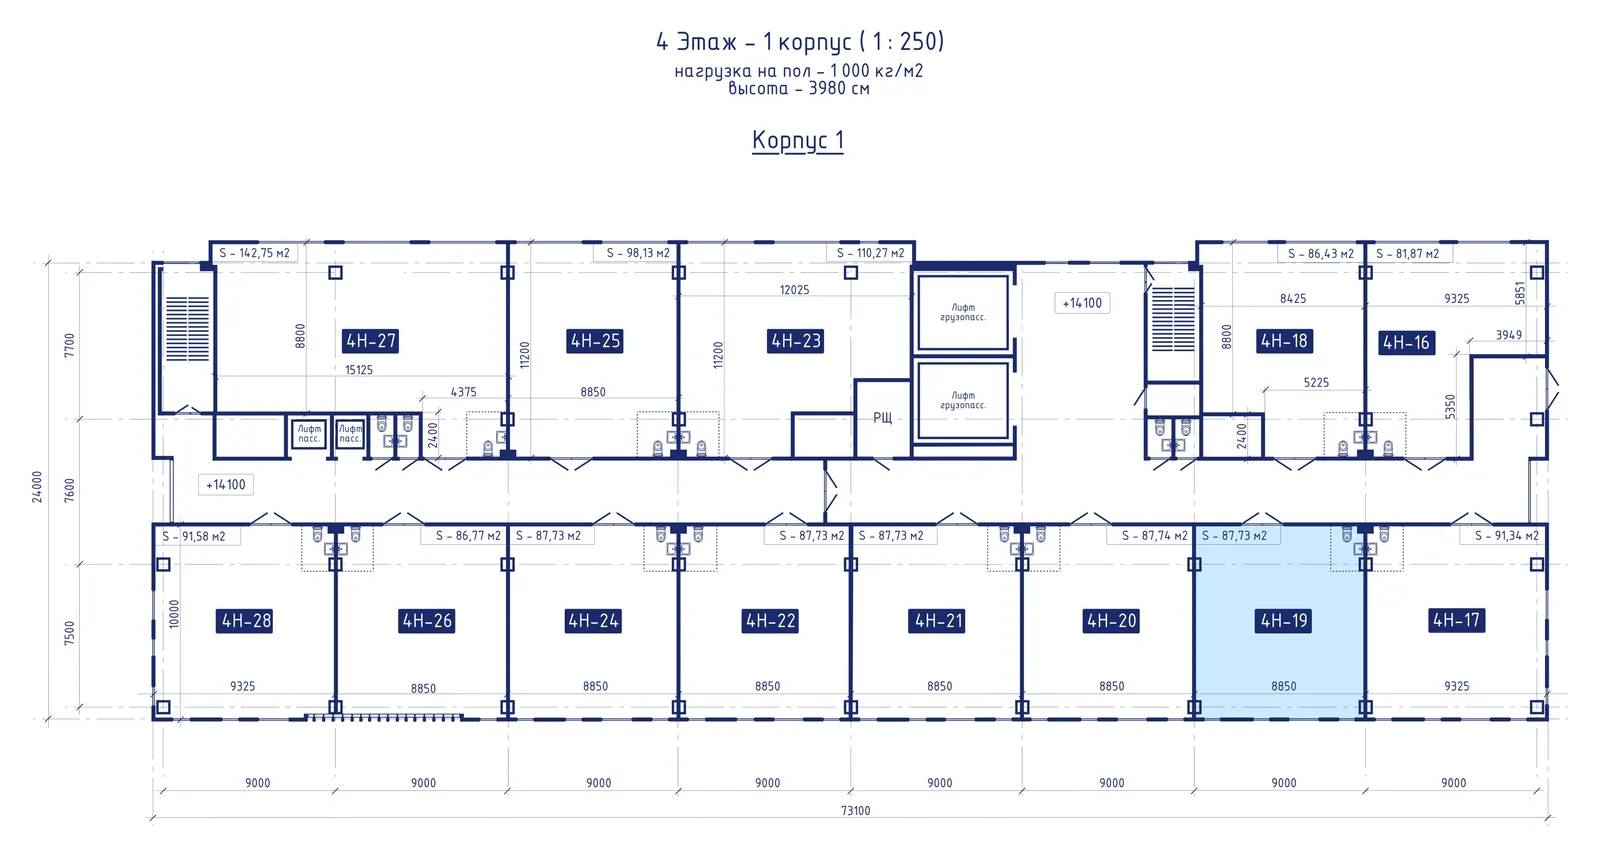 4 Этаж – 1 корпус ( 1 : 250)
нагрузка на пол – 1 000 кг/м2
высота – 3980 см
Корпус 1
S – 142,75 м2
S – 98,13 м2
S – 110,27 м2
S – 86,43 м2
S – 81,87 м2
12025
Лифт
грузопасс.
+14100
8425
9325
5851
7700
8800
4Н-27
11200
4Н-25
11200
4Н-23
8800
4Н-18
4Н-16
3949
15125
4375
8850
5225
5350
Лифт
грузопасс.
РЩ
Лифт
пасс.
Лифт
пасс.
2400
2400
24000
7600
+14100
S – 91,58 м2
S – 86,77 м2
S – 87,73 м2
S – 87,73 м2
S – 87,73 м2
S – 87,74 м2
S – 87,73 м2
S – 91,34 м2
7500
10000
4Н-28
4Н-26
4Н-24
4Н-22
4Н-21
4Н-20
4Н-19
4Н-17
9325
8850
8850
8850
8850
8850
8850
9325
9000
9000
9000
9000
9000
9000
9000
9000
73100